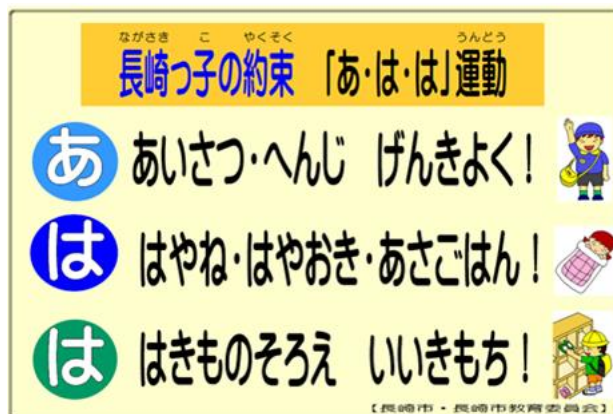 ながさき こ やくそく うんどう
長崎っ子の約束 「あ・は・は」運動
あ あいさつ・へんじ げんきよく！
は はやね・はやおき・あさごはん！
は はきものそろえ いいきもち！
【長崎市・長崎市教育委員会】